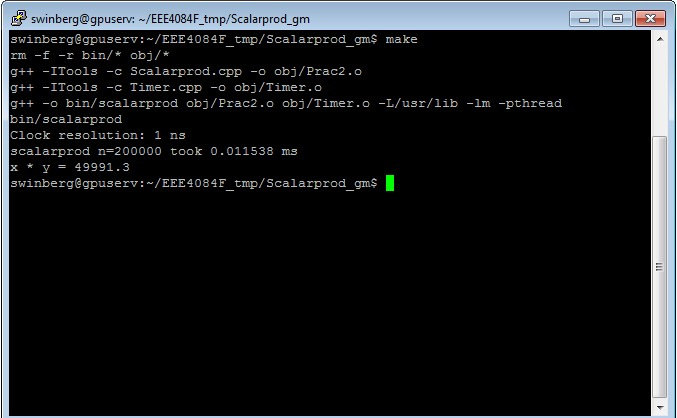 swinberg@gpuserv: ~/EEE4084F_tmp/Scalarprod_gm
swinberg@gpuserv:~/EEE4084F_tmp/Scalarprod_gm$ make
rm -f -r bin/* obj/*
g++ -ITools -c Scalarprod.cpp -o obj/Prac2.o
g++ -ITools -c Timer.cpp -o obj/Timer.o
g++ -o bin/scalarprod obj/Prac2.o obj/Timer.o -L/usr/lib -lm -pthread
bin/scalarprod
Clock resolution: 1 ns
scalarprod n=200000 took 0.011538 ms
x * y = 49991.3
swinberg@gpuserv:~/EEE4084F_tmp/Scalarprod_gm$